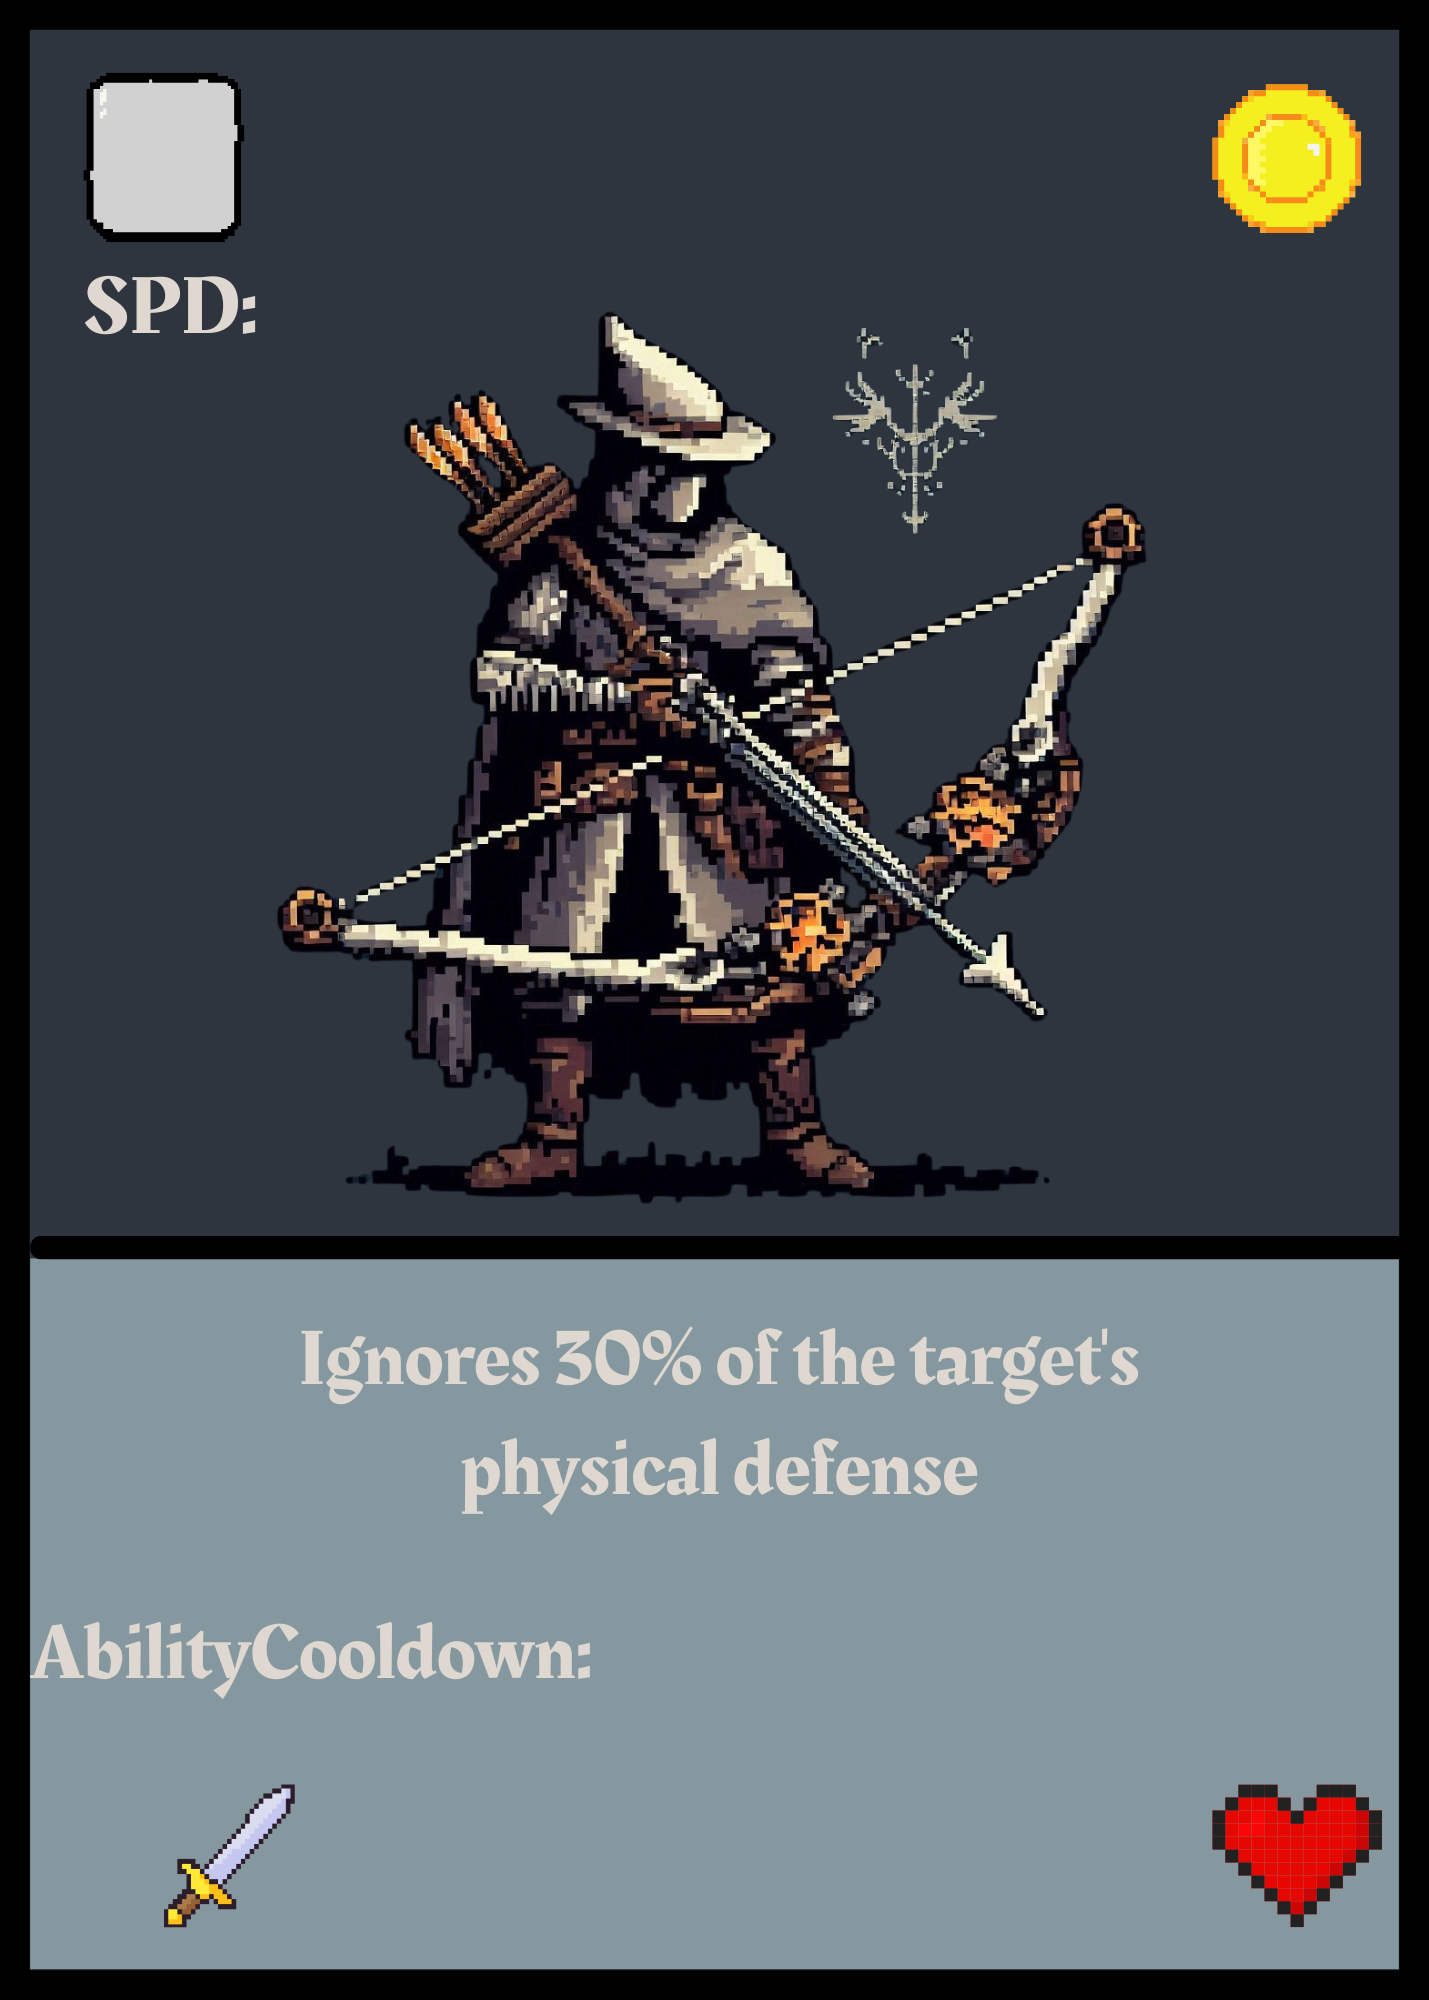 SPD:
Ignores 30% of the target's
physical defense
AbilityCooldown: